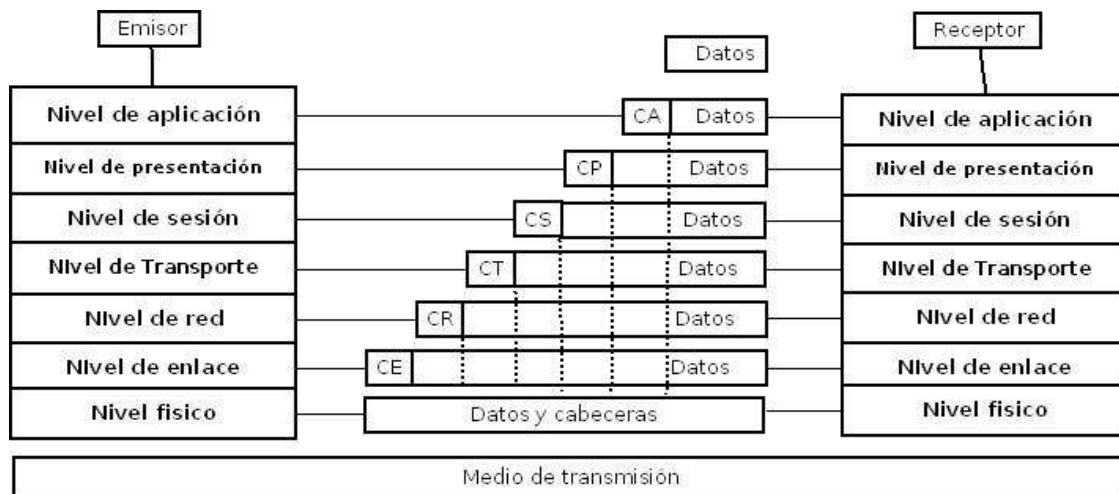 Emisor
Datos
Receptor
Nivel de aplicación
CA
Datos
Nivel de aplicación
Nivel de presentación
CP
Datos
Nivel de presentación
Nivel de sesión
CS
Datos
Nivel de sesión
NIvel de Transporte
CT
Datos
NIvel de Transporte
NIvel de red
CR
Datos
NIvel de red
NIvel de enlace
CE
Datos
NIvel de enlace
Nivel fisico
Datos y cabeceras
Nivel fisico
Medio de transmisión